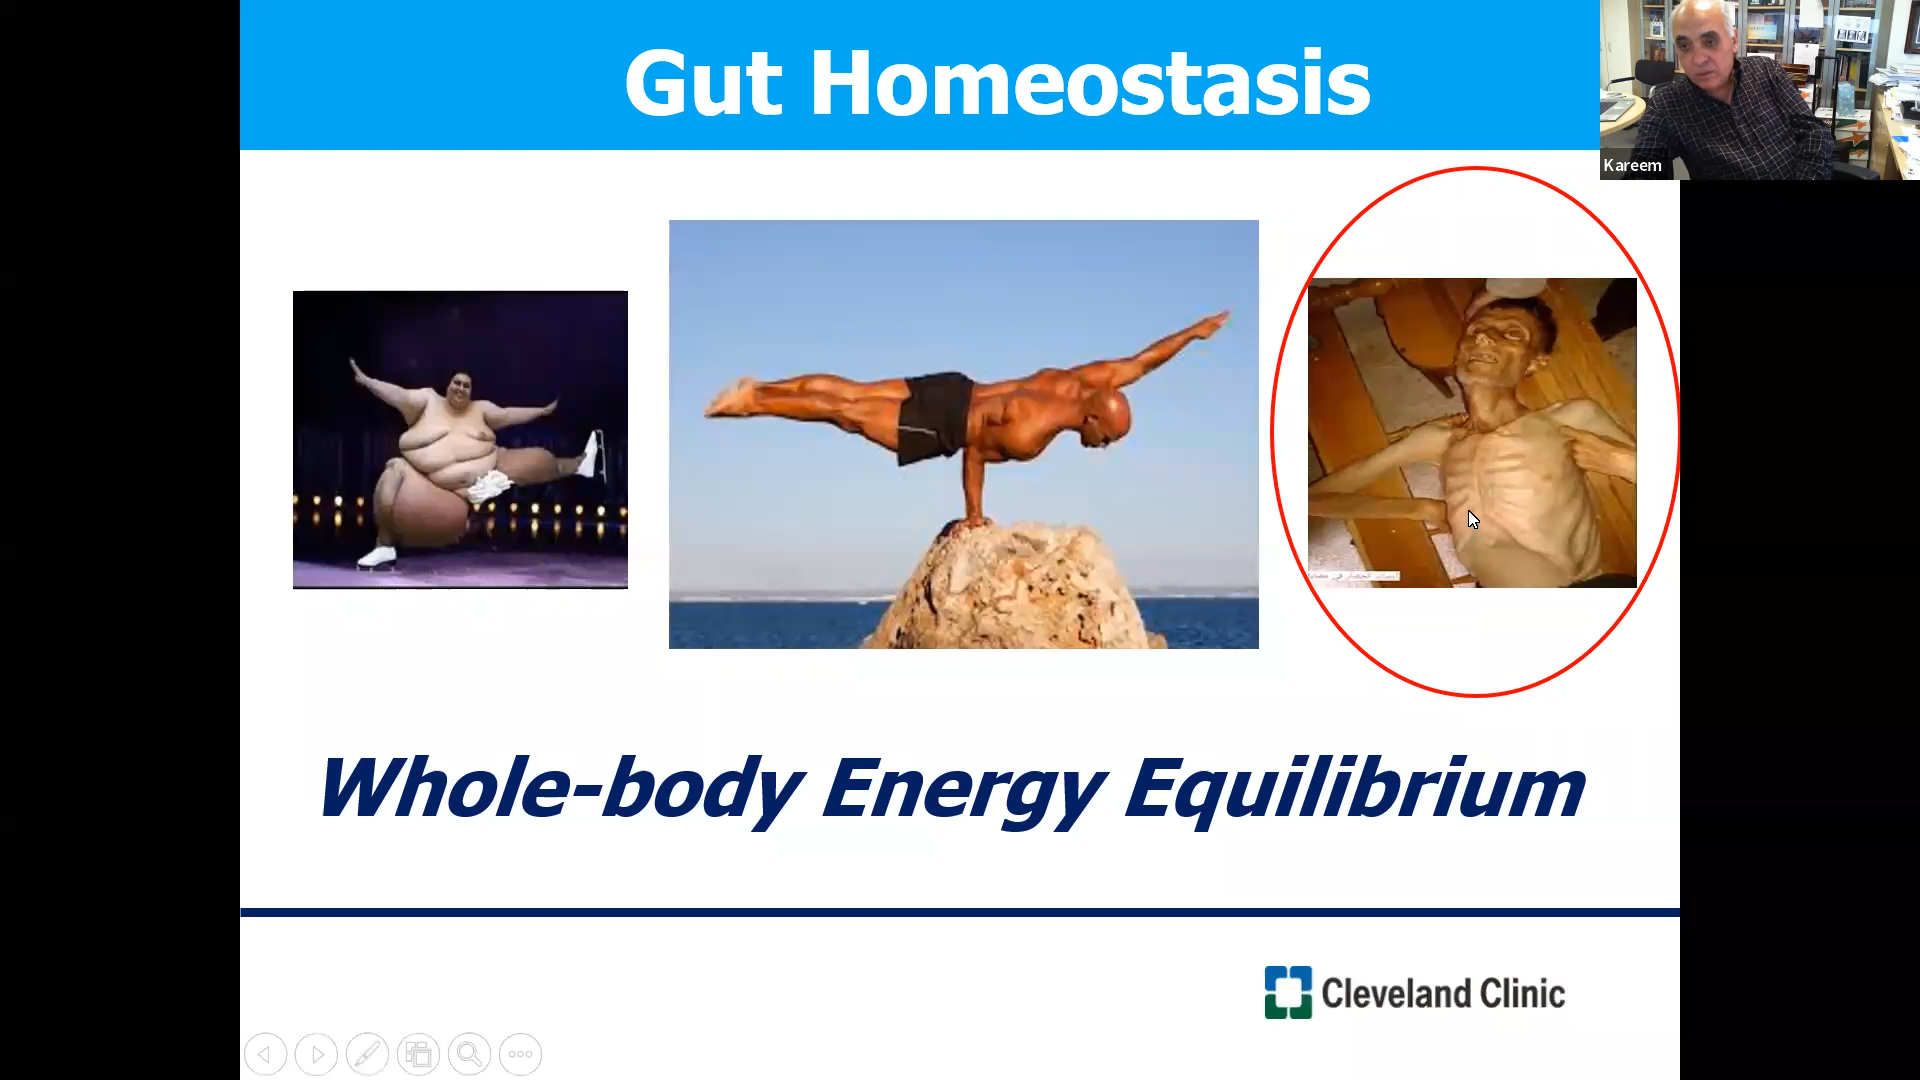 Gut Homeostasis
Kareem
Whole-body Energy Equilibrium
Cleveland Clinic